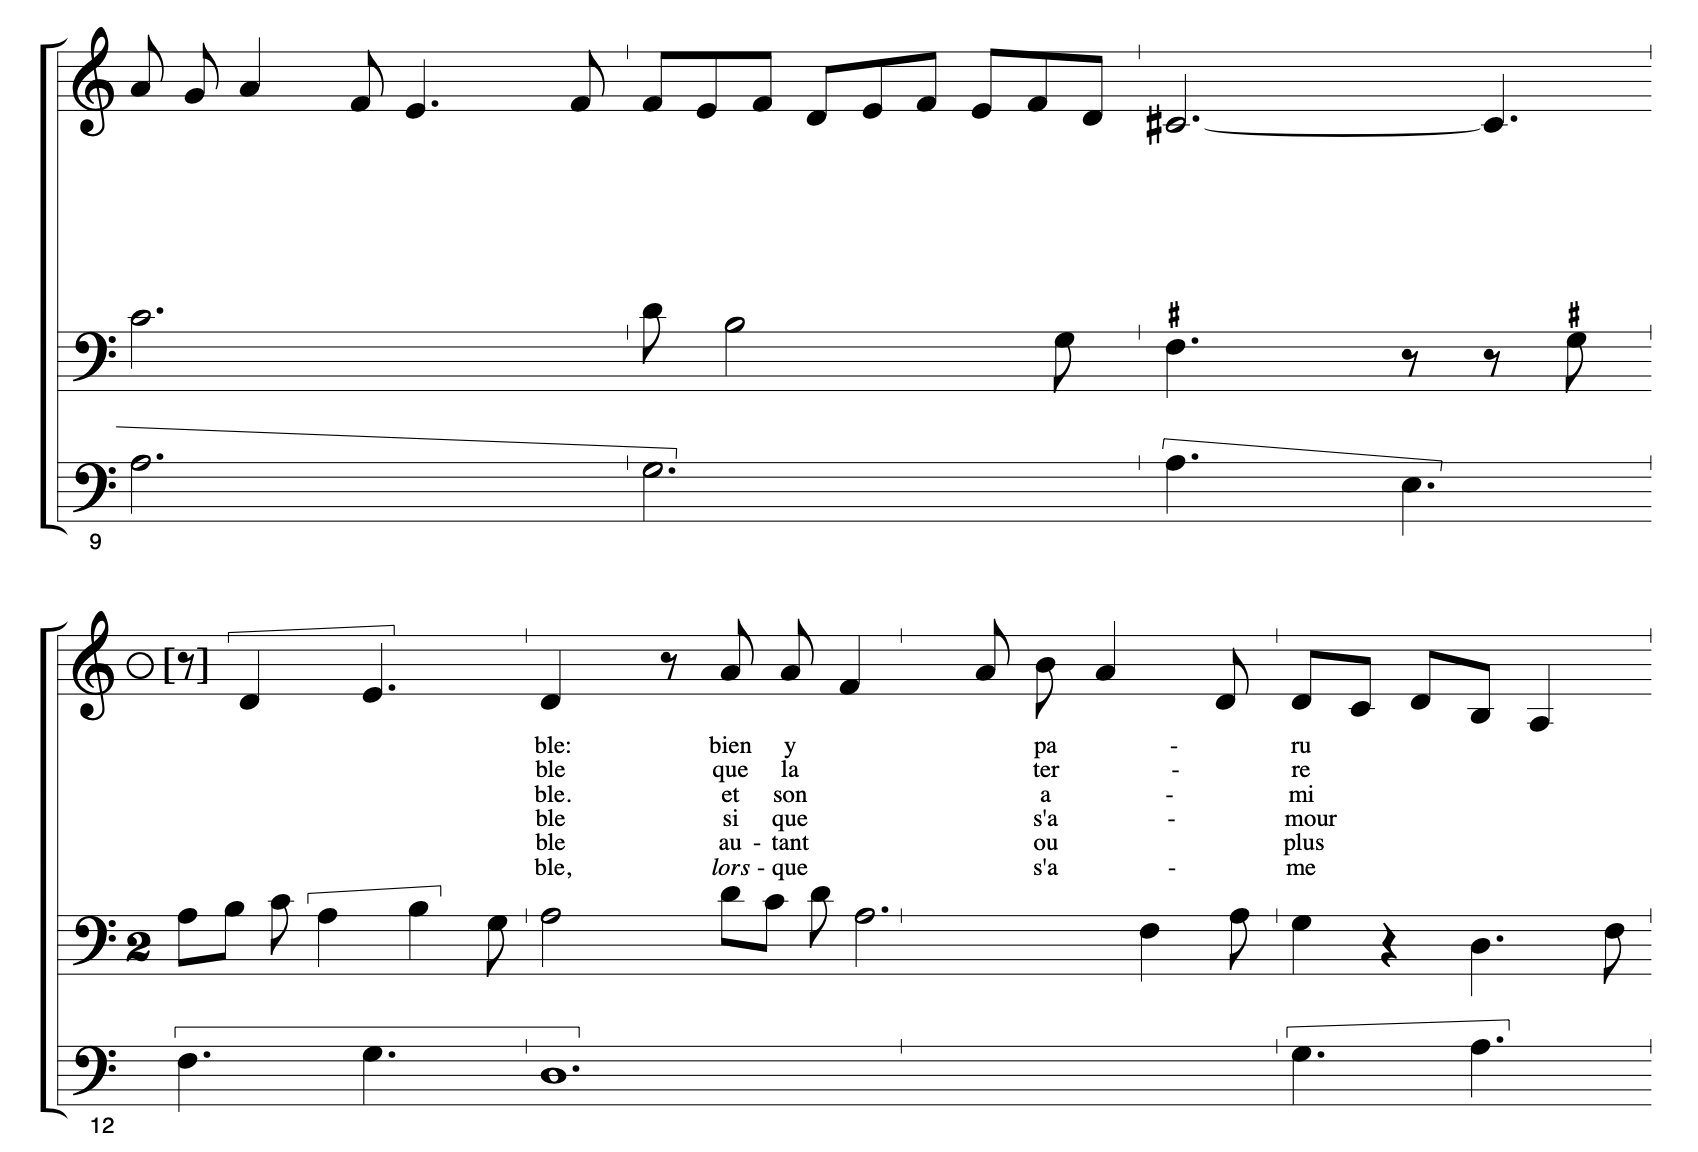 9
ble: bien y pa - ru
ble que la ter - re
ble. et son a - mi
ble si que s'a - mour
ble au - tant ou plus
ble, lors - que s'a - me
2
12